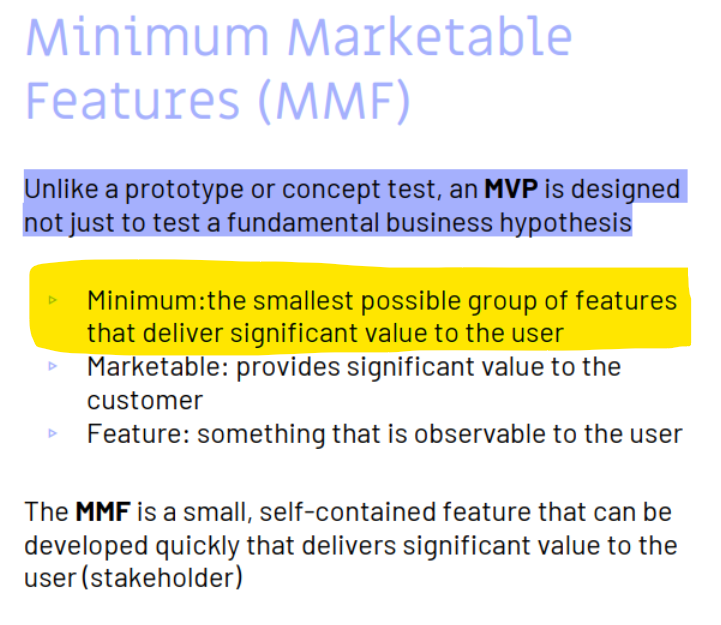 Minimum Marketable
Features (MMF)
Unlike a prototype or concept test, an MVP is designed
not just to test a fundamental business hypothesis
▹ Minimum:the smallest possible group of features
that deliver significant value to the user
▹ Marketable: provides significant value to the
customer
▹ Feature: something that is observable to the user
The MMF is a small, self-contained feature that can be
developed quickly that delivers significant value to the
user (stakeholder)